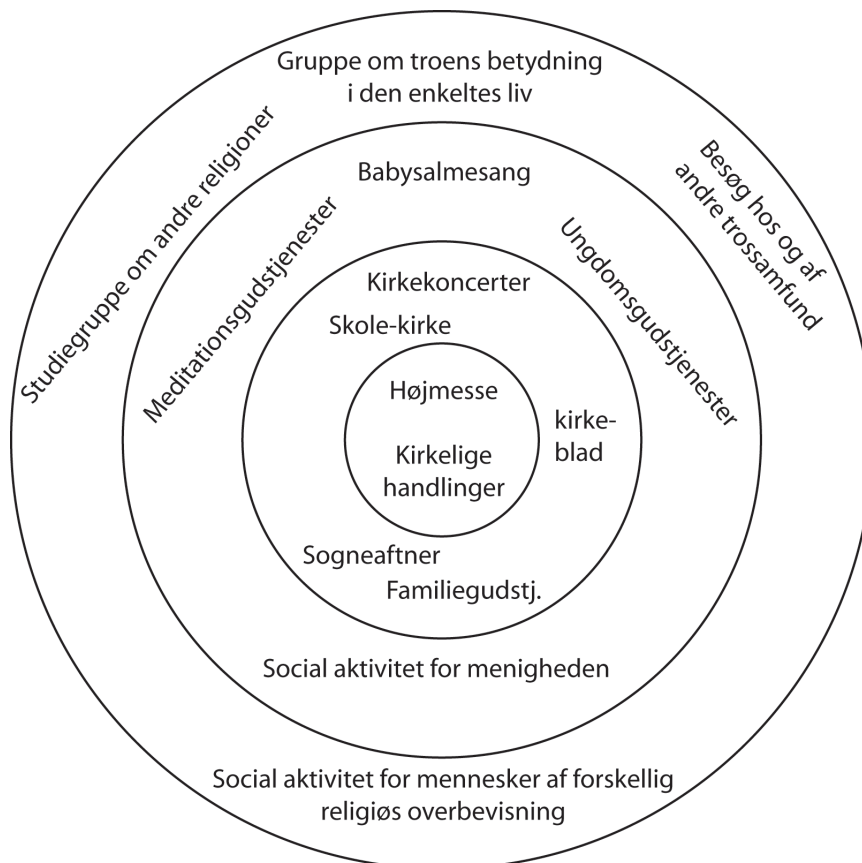 Gruppe om troens betydning
i den enkeltes liv
Studiegruppe om andre religioner
Besøg hos og af
andre trossamfund
Babysalmesang
Meditationsgudstjenester
Ungdomsgudstjenester
Kirkekoncerter
Skole-kirke
Højmesse
kirke-
blad
Kirkelige
handlinger
Sogneaftner
Familiegudstj.
Social aktivitet for menigheden
Social aktivitet for mennesker af forskellig
religiøs overbevisning